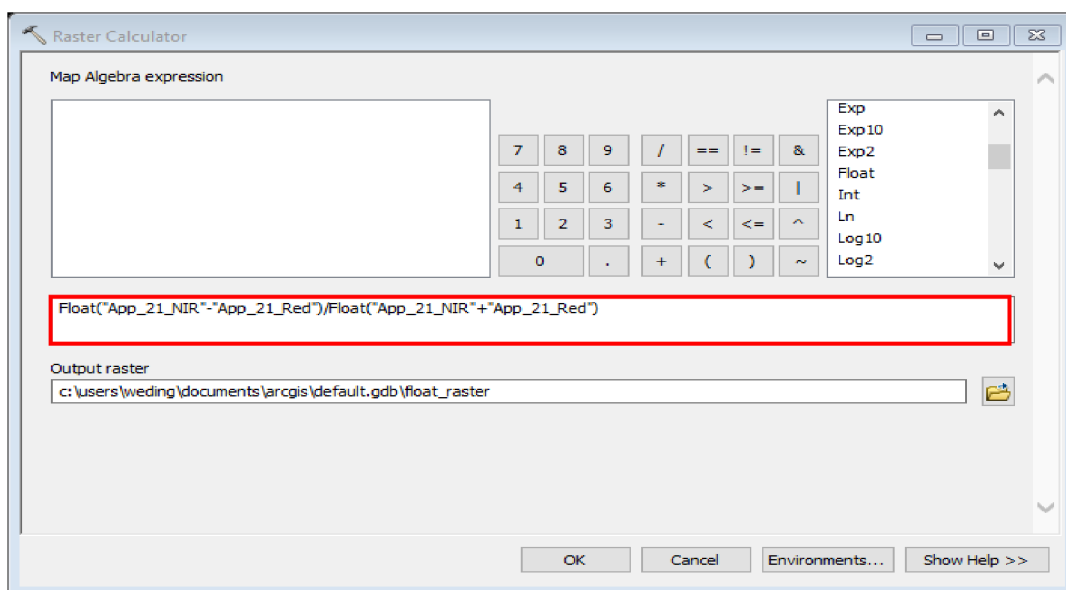 Raster Calculator
Map Algebra expression
7 8 9 / == != &
4 5 6 * > >= |
1 2 3 - < <= ^
0 . + ( ) ~
Exp
Exp10
Exp2
Float
Int
Ln
Log10
Log2
Float("App_21_NIR"-"App_21_Red")/Float("App_21_NIR"+"App_21_Red")
Output raster
c:\users\weding\documents\arcgis\default.gdb\float_raster
OK Cancel Environments... Show Help >>